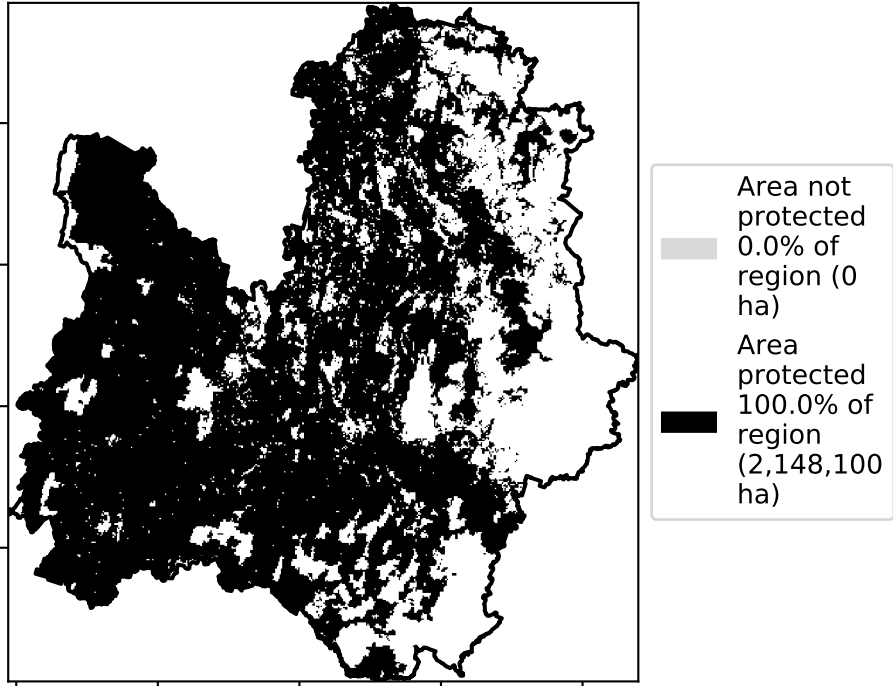 Area not
protected
0.0% of
region (0
ha)
Area
protected
100.0% of
region
(2,148,100
ha)